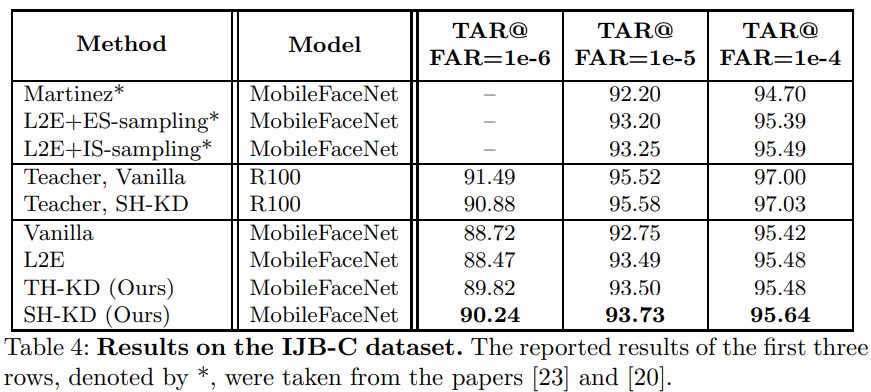 Method Model TAR@ FAR=1e-6 TAR@ FAR=1e-5 TAR@ FAR=1e-4
Martinez* MobileFaceNet – 92.20 94.70
L2E+ES-sampling* MobileFaceNet – 93.20 95.39
L2E+IS-sampling* MobileFaceNet – 93.25 95.49
Teacher, Vanilla R100 91.49 95.52 97.00
Teacher, SH-KD R100 90.88 95.58 97.03
Vanilla MobileFaceNet 88.72 92.75 95.42
L2E MobileFaceNet 88.47 93.49 95.48
TH-KD (Ours) MobileFaceNet 89.82 93.50 95.48
SH-KD (Ours) MobileFaceNet 90.24 93.73 95.64
Table 4: Results on the IJB-C dataset. The reported results of the first three
rows, denoted by *, were taken from the papers [23] and [20].